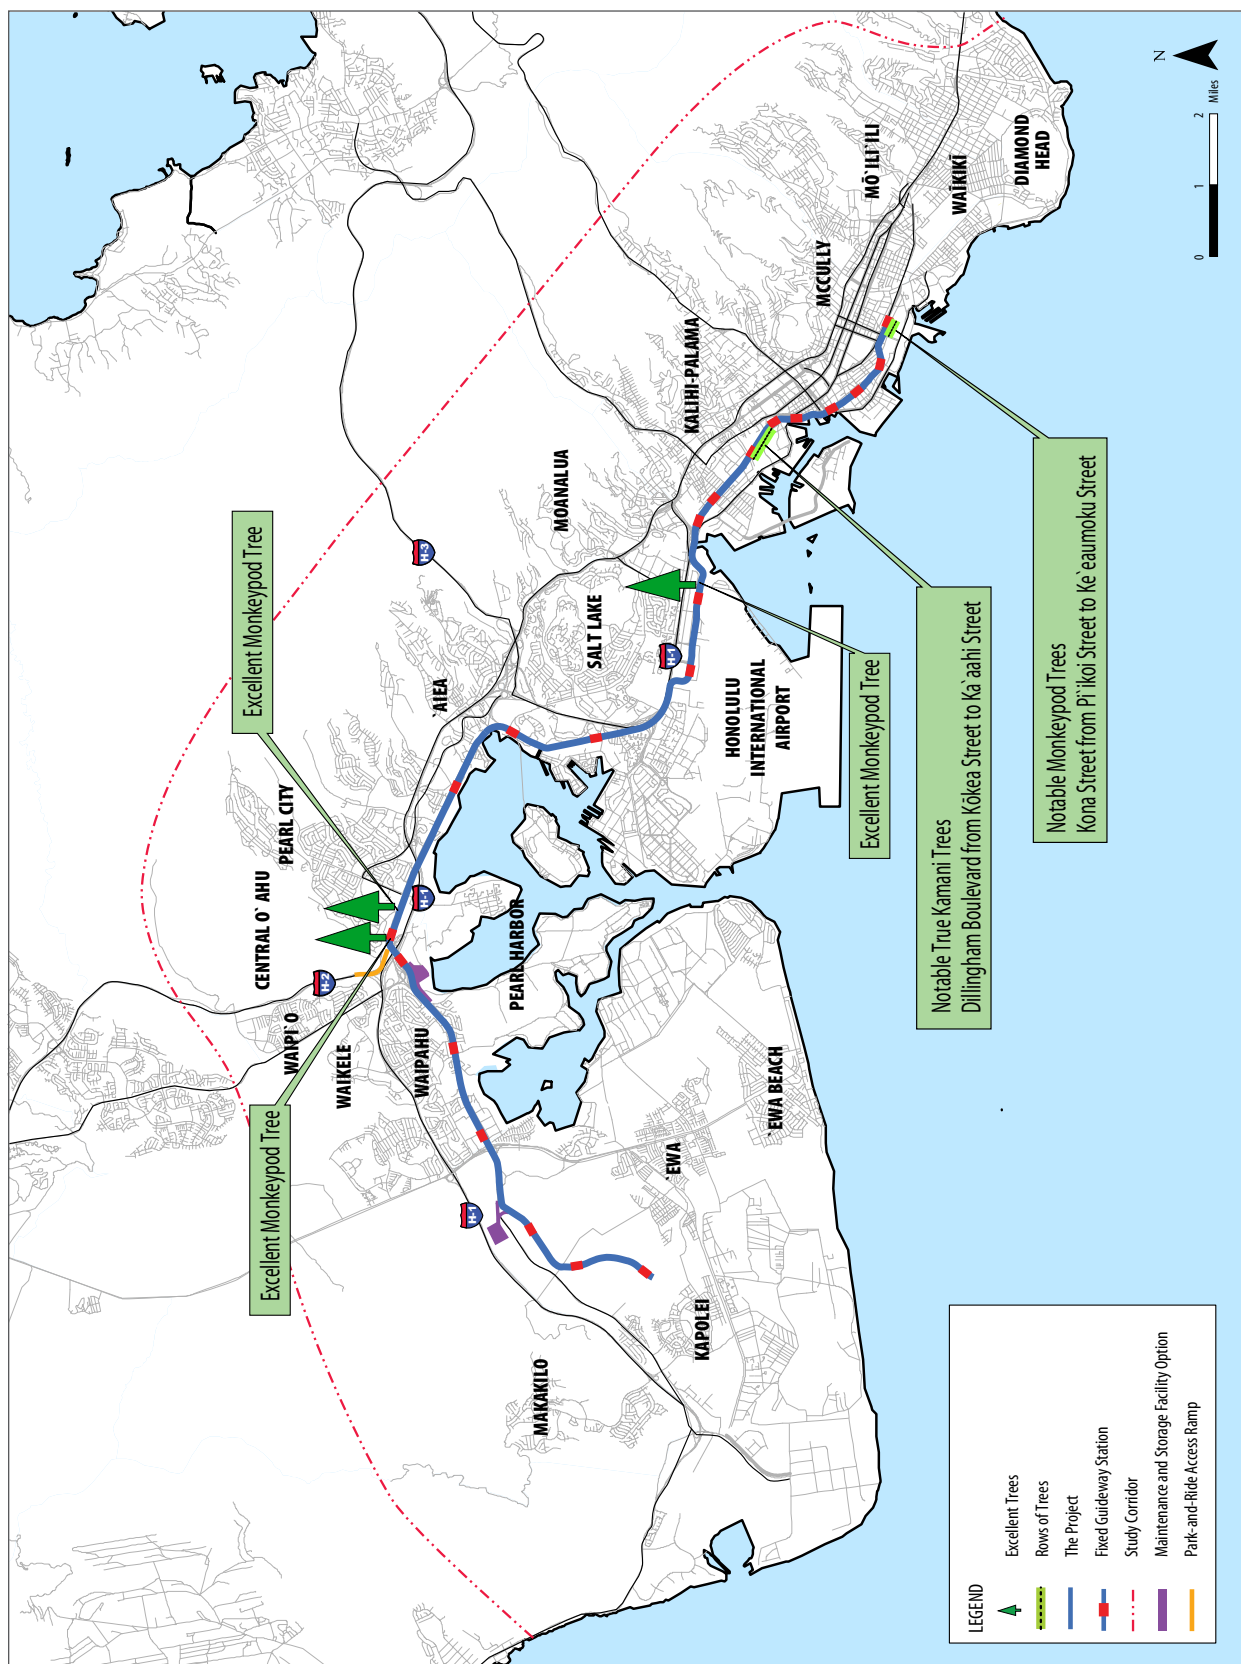 Excellent Monkeypod Tree
Excellent Monkeypod Tree
H-3
H-2
H-1
H-1
H-1
CENTRAL O`AHU
PEARL CITY
`AIEA
WAIPI`O
WAIKELE
WAIPAHU
PEARL HARBOR
MOANALUA
SALT LAKE
KALIHI-PALAMA
MCCULLY
MŌ`ILI`ILI
WAĪKIKĪ
DIAMOND
HEAD
HONOLULU
INTERNATIONAL
AIRPORT
MAKAKILO
KAPOLEI
`EWA
`EWA BEACH
Excellent Monkeypod Tree
Notable True Kamani Trees
Dillingham Boulevard from Kōkea Street to Ka`aahi Street
Notable Monkeypod Trees
Kona Street from Pi`ikoi Street to Ke`eaumoku Street
LEGEND
Excellent Trees
Rows of Trees
The Project
Fixed Guideway Station
Study Corridor
Maintenance and Storage Facility Option
Park-and-Ride Access Ramp
N
0 1 2
Miles